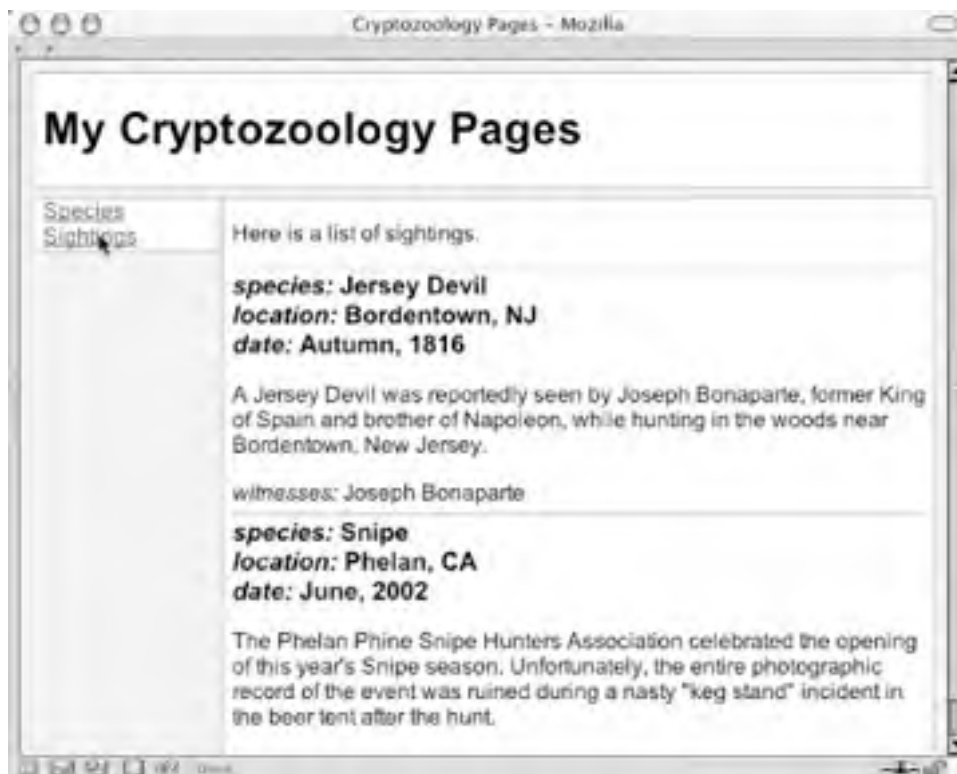 Cryptozoology Pages - Mozilla
My Cryptozoology Pages
Species
Sightings
Here is a list of sightings.
species: Jersey Devil
location: Bordentown, NJ
date: Autumn, 1816
A Jersey Devil was reportedly seen by Joseph Bonaparte, former King
of Spain and brother of Napoleon, while hunting in the woods near
Bordentown, New Jersey.
witnesses: Joseph Bonaparte
species: Snipe
location: Phelan, CA
date: June, 2002
The Phelan Phine Snipe Hunters Association celebrated the opening
of this year's Snipe season. Unfortunately, the entire photographic
record of the event was ruined during a nasty "keg stand" incident in
the beer tent after the hunt.